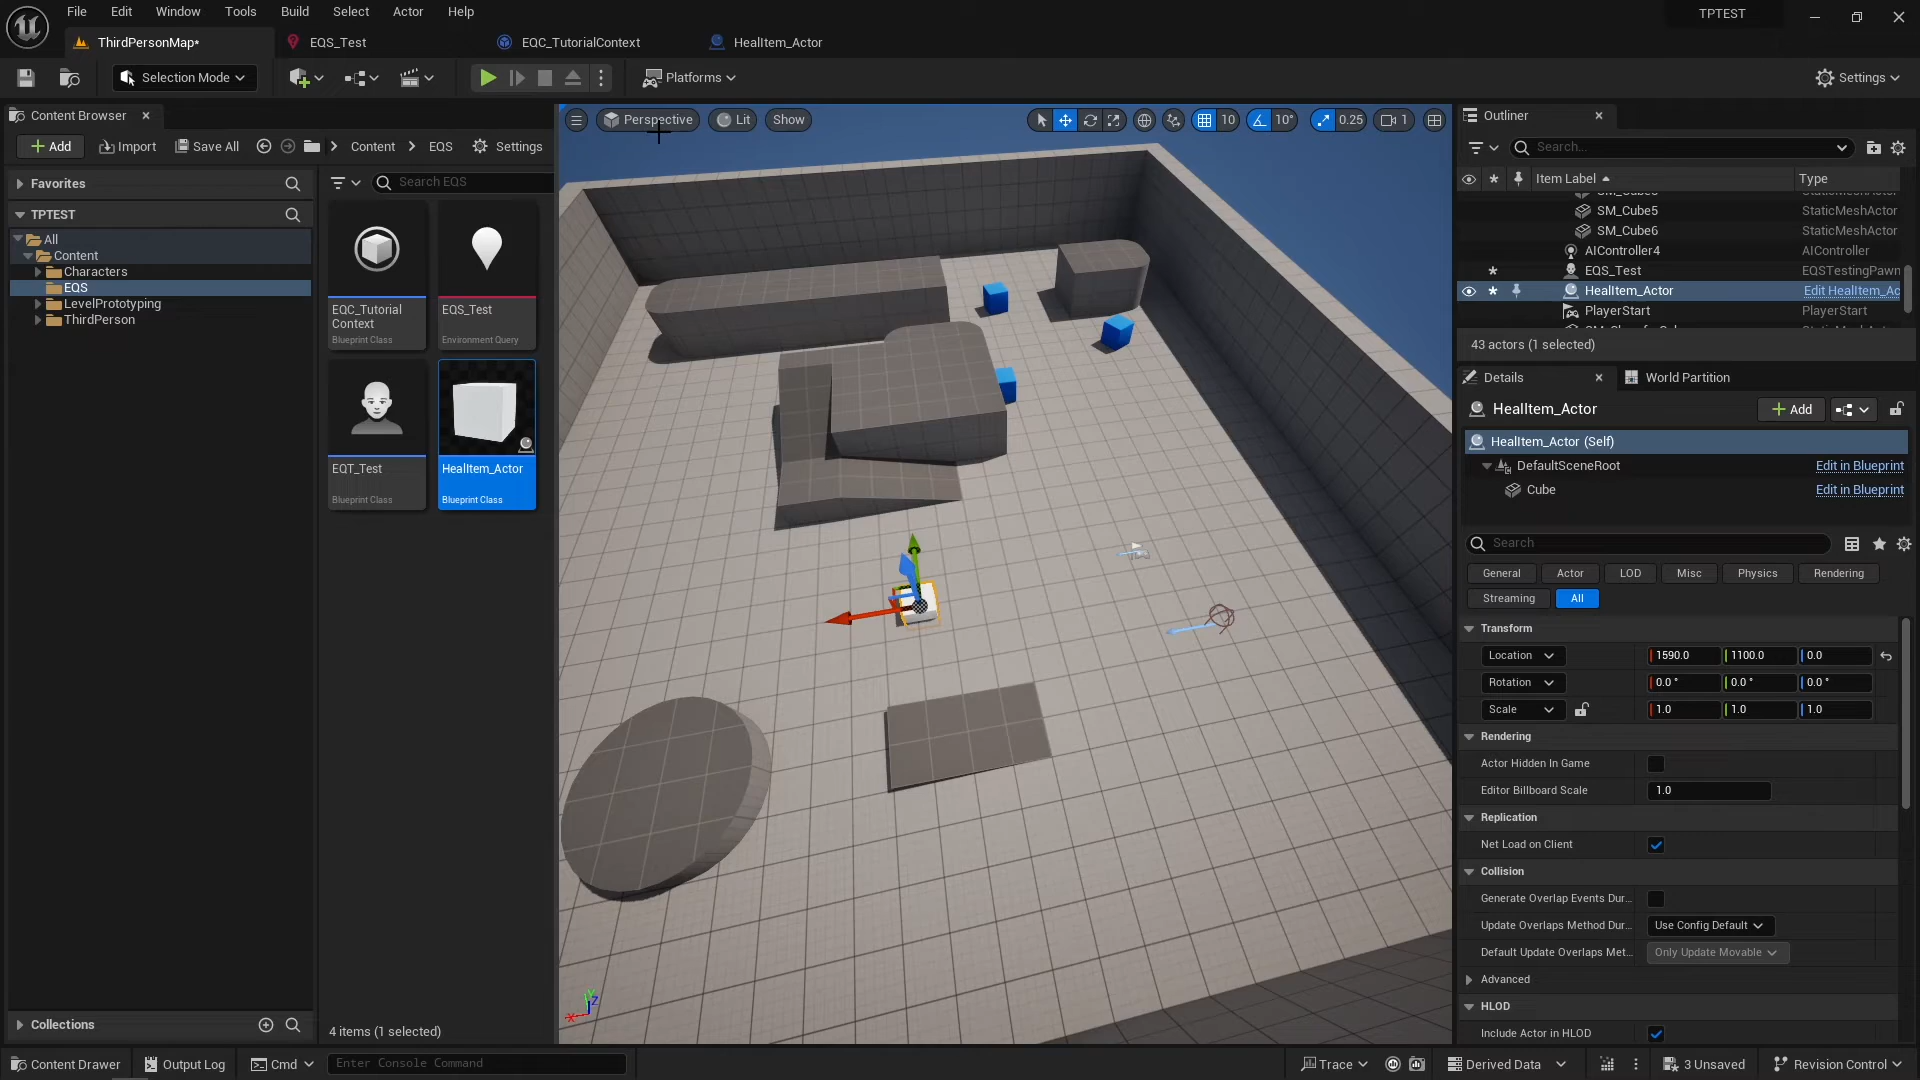 File Edit Window Tools Build Select Actor Help
TPTEST
ThirdPersonMap*
EQS_Test
EQC_TutorialContext
HealItem_Actor
Selection Mode
Platforms
Settings
Content Browser
Add
Import
Save All
Content
EQS
Settings
Favorites
TPTEST
All
Content
Characters
EQS
LevelPrototyping
ThirdPerson
Search EQS
EQC_Tutorial
Context
Blueprint Class
EQS_Test
Environment Query
EQT_Test
Blueprint Class
HealItem_Actor
Blueprint Class
Collections
4 items (1 selected)
Perspective
Lit
Show
10
10°
0.25
1
X
Y
Z
Outliner
Search...
Item Label
Type
SM_Cube5 StaticMeshActor
SM_Cube6 StaticMeshActor
AIController4 AIController
EQS_Test EQSTestingPawn
HealItem_Actor Edit HealItem_Ac
PlayerStart PlayerStart
43 actors (1 selected)
Details
World Partition
HealItem_Actor
Add
HealItem_Actor (Self)
DefaultSceneRoot Edit in Blueprint
Cube Edit in Blueprint
Search
General Actor LOD Misc Physics Rendering
Streaming All
Transform
Location 1590.0 1100.0 0.0
Rotation 0.0 ° 0.0 ° 0.0 °
Scale 1.0 1.0 1.0
Rendering
Actor Hidden In Game
Editor Billboard Scale 1.0
Replication
Net Load on Client
Collision
Generate Overlap Events Dur...
Update Overlaps Method Dur... Use Config Default
Default Update Overlaps Met... Only Update Movable
Advanced
HLOD
Include Actor in HLOD
Content Drawer
Output Log
Cmd
Enter Console Command
Trace
Derived Data
3 Unsaved
Revision Control